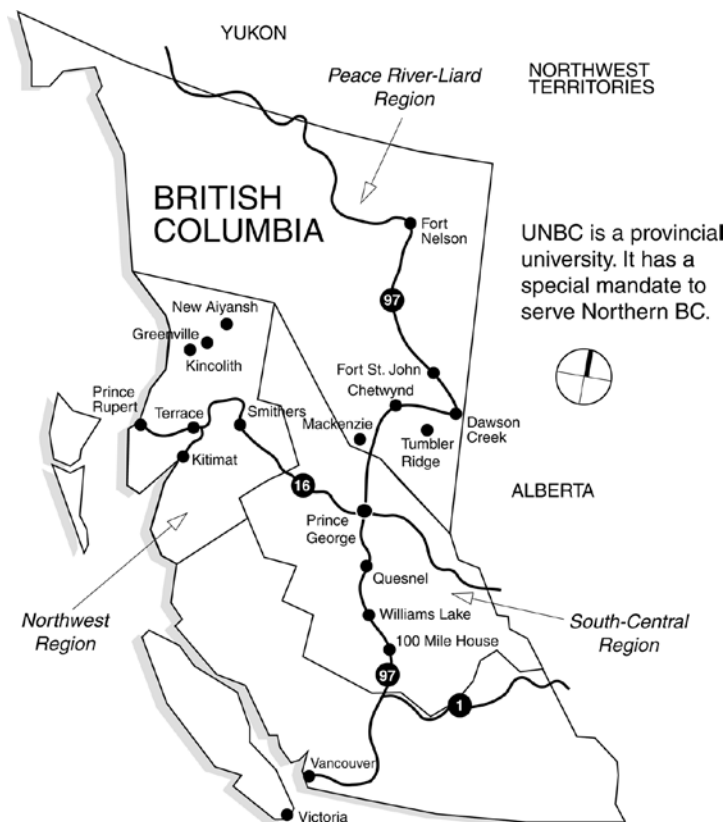 YUKON
Peace River-Liard
Region
NORTHWEST
TERRITORIES
BRITISH
COLUMBIA
Fort
Nelson
UNBC is a provincial
university. It has a
special mandate to
serve Northern BC.
97
New Aiyansh
Greenville
Kincolith
Fort St. John
Chetwynd
Prince
Rupert
Terrace
Smithers
Mackenzie
Tumbler
Ridge
Dawson
Creek
Kitimat
16
ALBERTA
Prince
George
Quesnel
Northwest
Region
Williams Lake
South-Central
Region
100 Mile House
97
1
Vancouver
Victoria